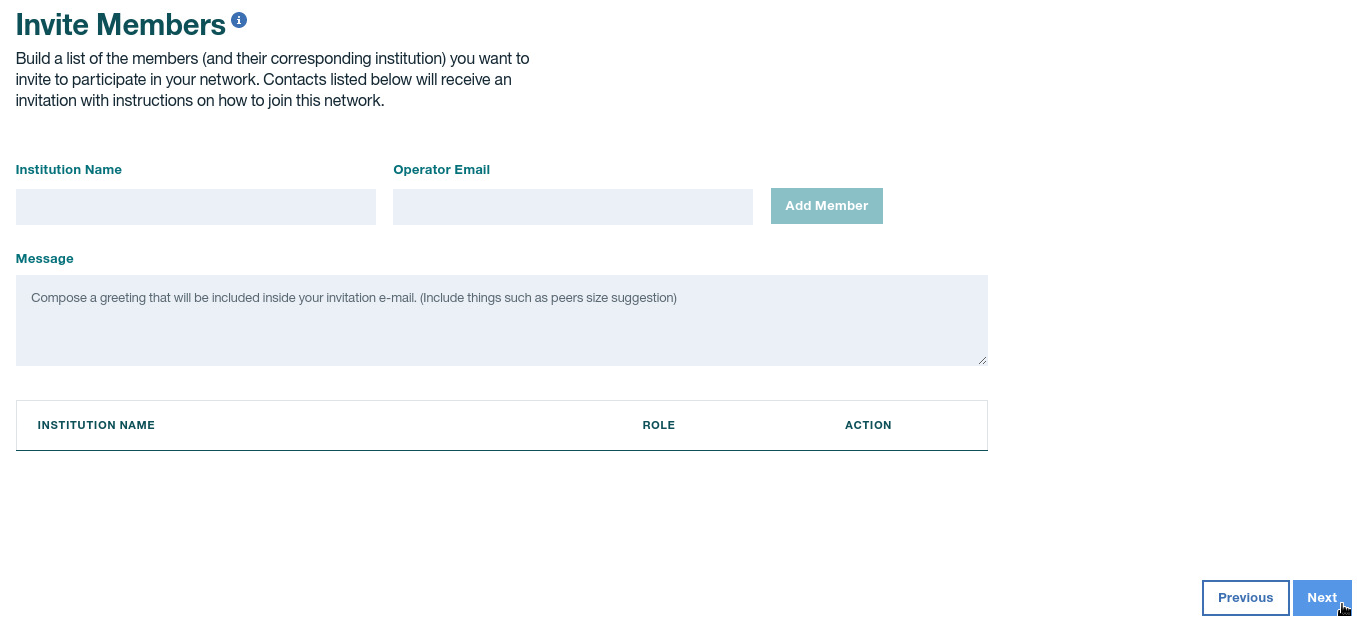 Invite Members
Build a list of the members (and their corresponding institution) you want to
invite to participate in your network. Contacts listed below will receive an
invitation with instructions on how to join this network.
Institution Name
Operator Email
Add Member
Message
Compose a greeting that will be included inside your invitation e-mail. (Include things such as peers size suggestion)
INSTITUTION NAME ROLE ACTION
Previous
Next